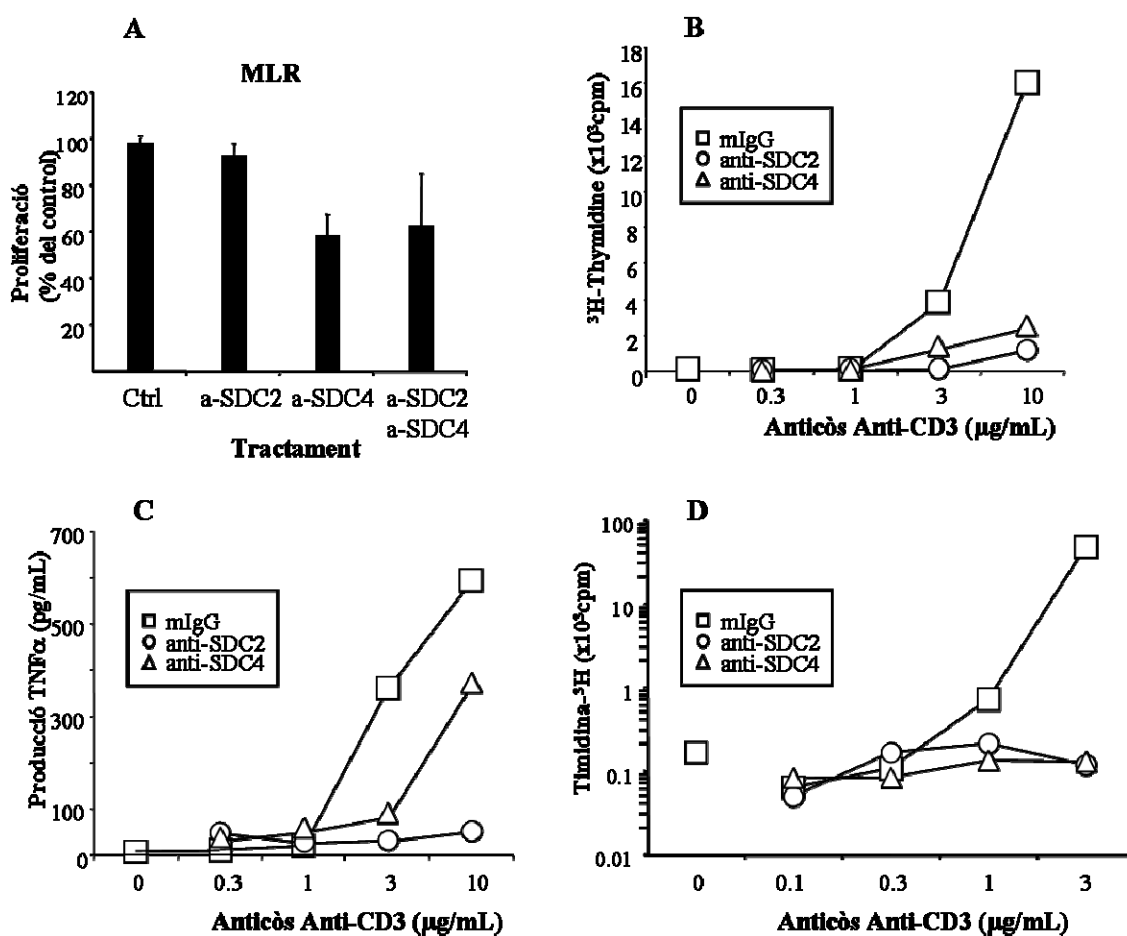 A
MLR
Proliferació
(% del control)
120
100
80
60
40
20
Ctrl a-SDC2 a-SDC4 a-SDC2
a-SDC4
Tractament
B
³H-Thymidine (x10³cpm)
18
16
14
12
10
8
6
4
2
0
mIgG
anti-SDC2
anti-SDC4
0 0.3 1 3 10
Anticòs Anti-CD3 (µg/mL)
C
Producció TNFα (pg/mL)
700
500
300
100
0
mIgG
anti-SDC2
anti-SDC4
0 0.3 1 3 10
Anticòs Anti-CD3 (µg/mL)
D
Timidina-³H (x10³cpm)
100
10
1
0.1
0.01
mIgG
anti-SDC2
anti-SDC4
0 0.1 0.3 1 3
Anticòs Anti-CD3 (µg/mL)